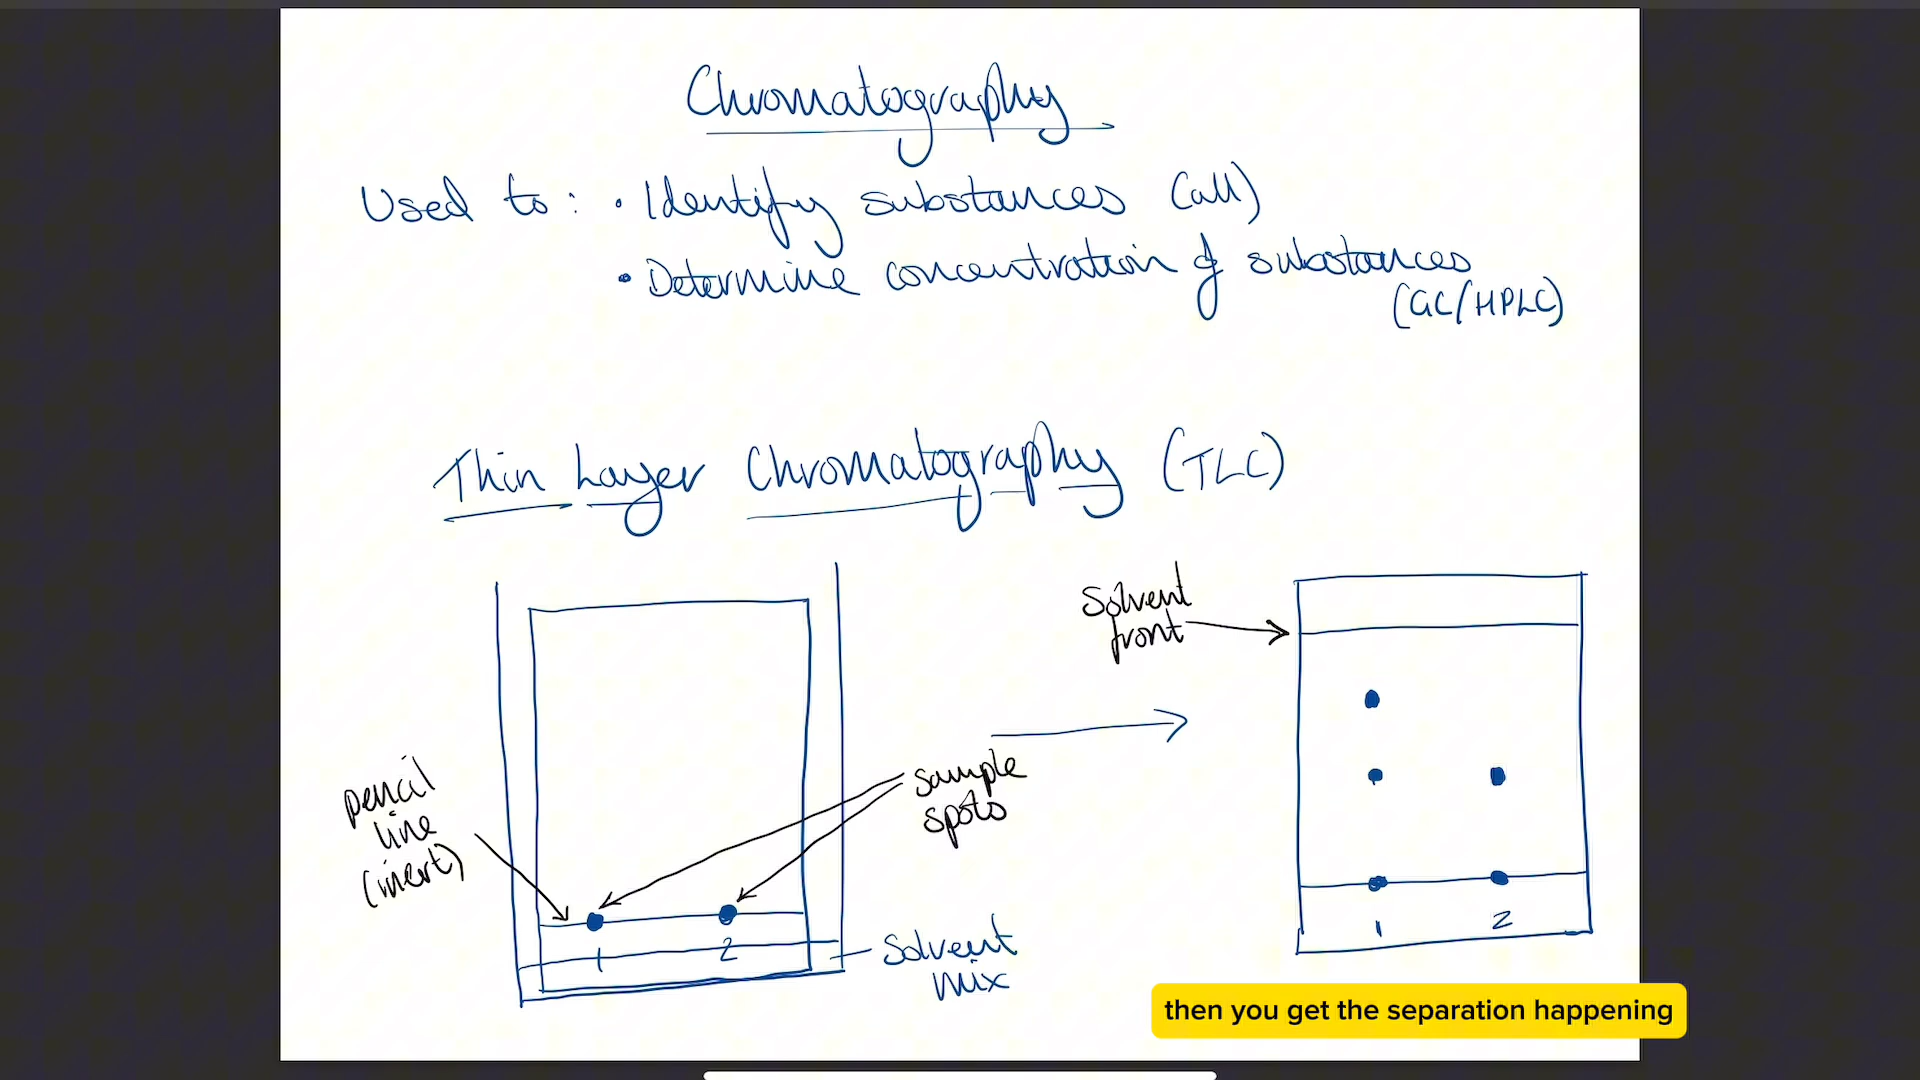 Chromatography
Used to: • Identify substances (all)
• Determine concentration of substances
(GC/HPLC)
Thin Layer Chromatography (TLC)
Solvent
front
pencil
line
(inert)
sample
spots
1 2
Solvent
mix
1 2
then you get the separation happening